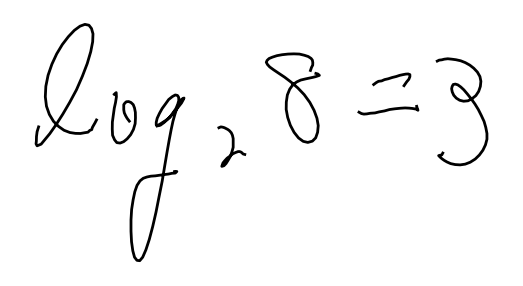 log₂ 8 = 3